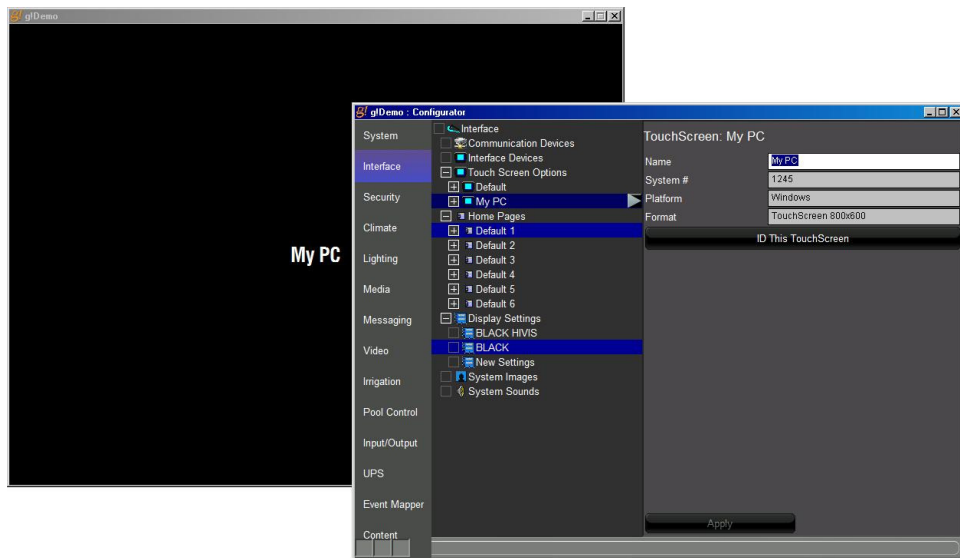 g!Demo
My PC
g!Demo : Configurator
System
Interface
Security
Climate
Lighting
Media
Messaging
Video
Irrigation
Pool Control
Input/Output
UPS
Event Mapper
Content
Interface
Communication Devices
Interface Devices
Touch Screen Options
Default
My PC
Home Pages
Default 1
Default 2
Default 3
Default 4
Default 5
Default 6
Display Settings
BLACK HIVIS
BLACK
New Settings
System Images
System Sounds
TouchScreen: My PC
Name My PC
System # 1245
Platform Windows
Format TouchScreen 800x600
ID This TouchScreen
Apply